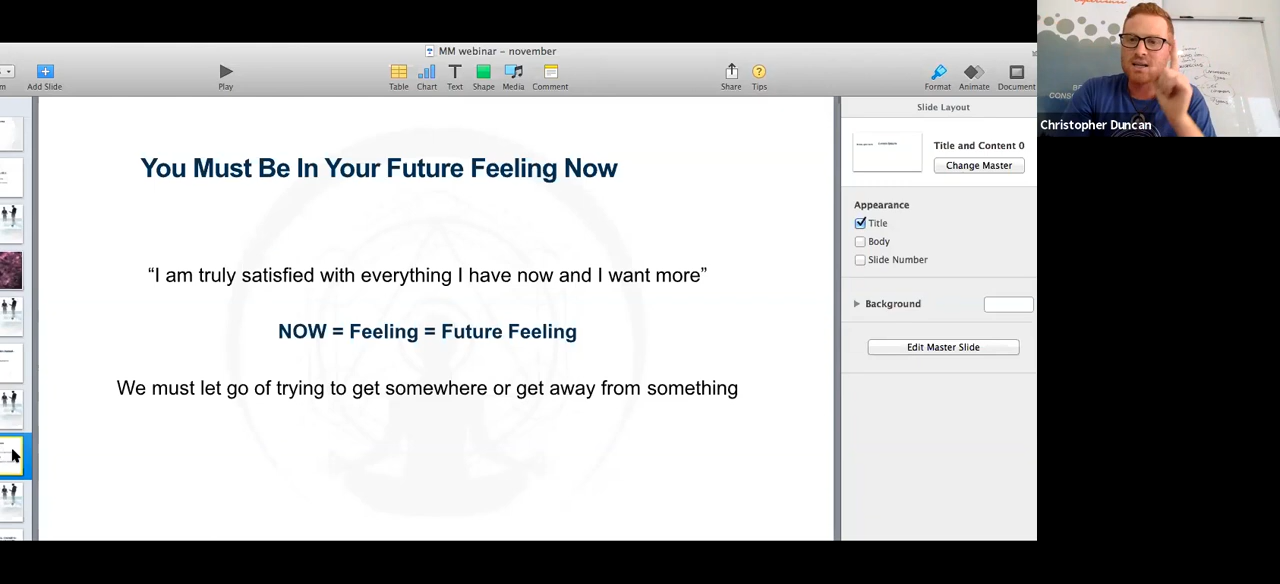 MM webinar – november
Add Slide
Play
Table
Chart
Text
Shape
Media
Comment
Share
Tips
Format
Animate
Document
Slide Layout
Title and Content 0
Change Master
Appearance
Title
Body
Slide Number
Background
Edit Master Slide
You Must Be In Your Future Feeling Now
“I am truly satisfied with everything I have now and I want more”
NOW = Feeling = Future Feeling
We must let go of trying to get somewhere or get away from something
Christopher Duncan